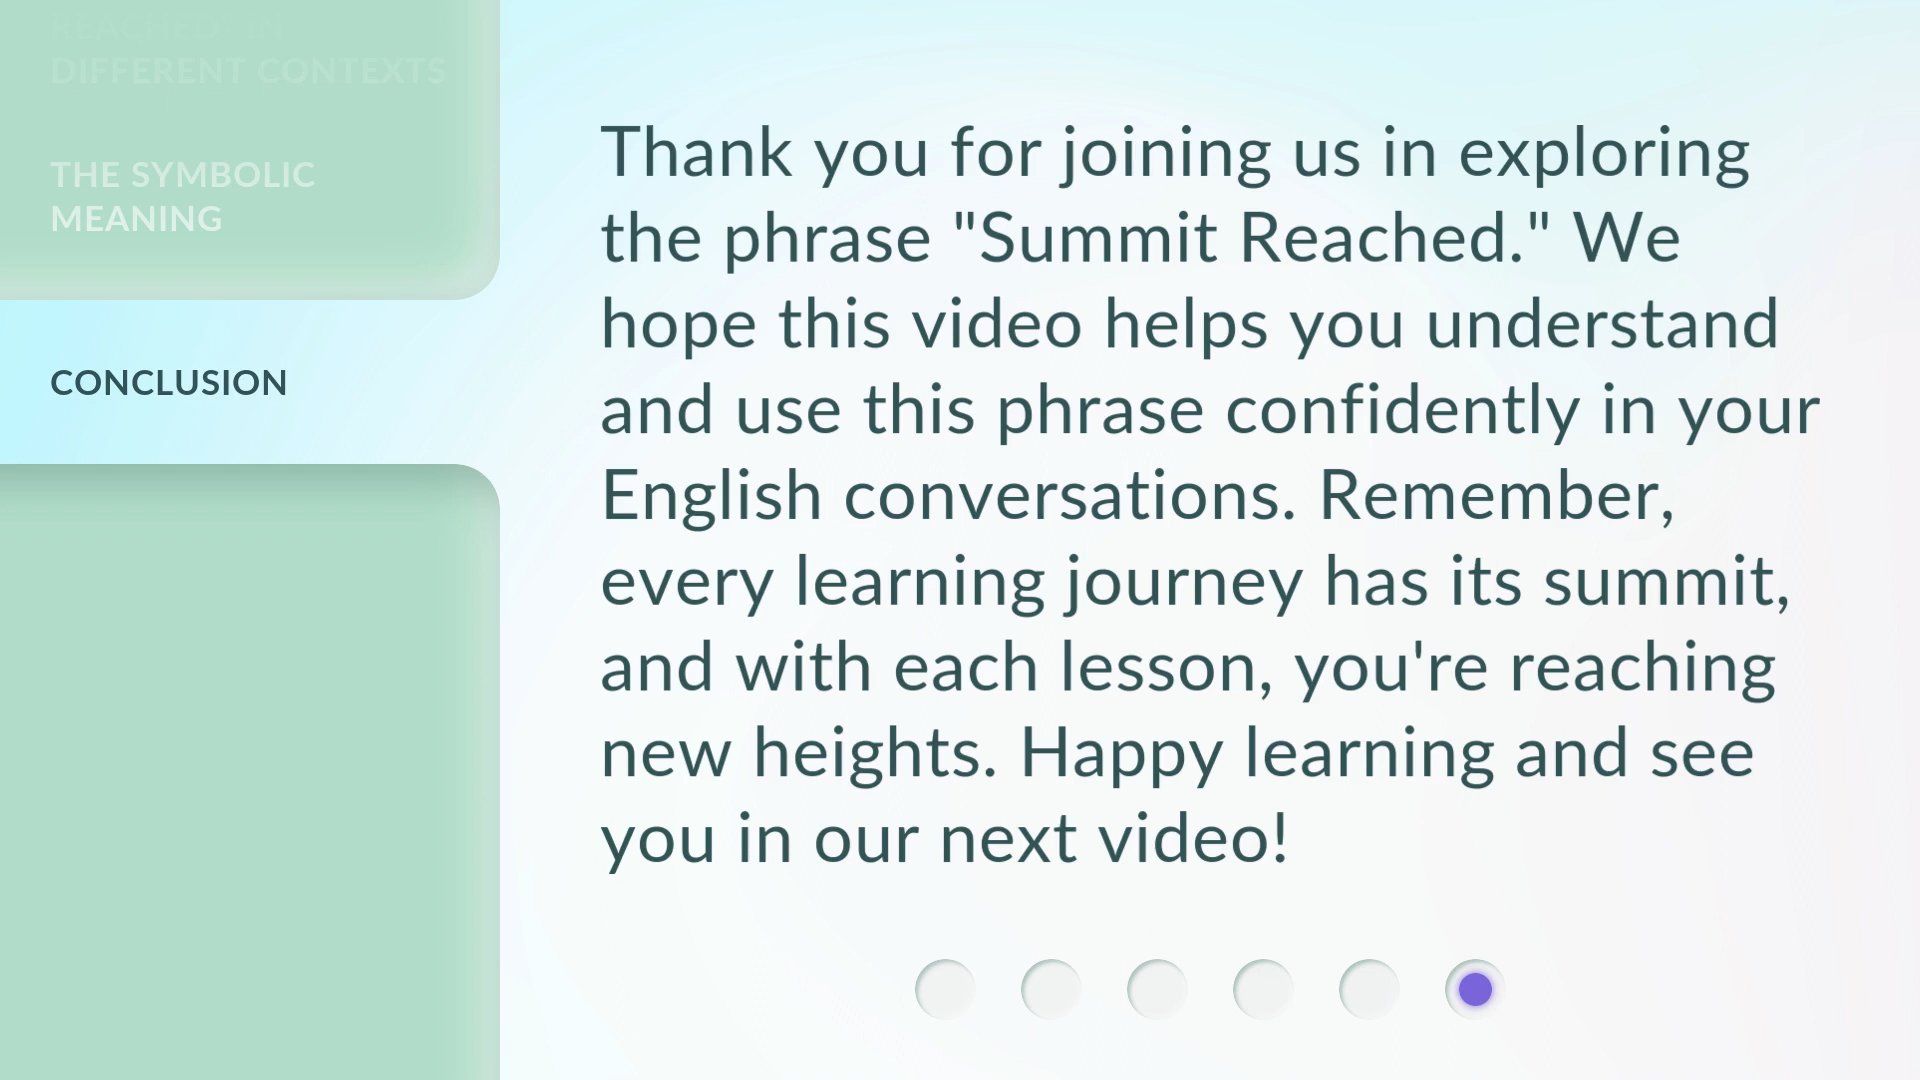 REACHED' IN
DIFFERENT CONTEXTS
THE SYMBOLIC
MEANING
CONCLUSION
Thank you for joining us in exploring
the phrase "Summit Reached." We
hope this video helps you understand
and use this phrase confidently in your
English conversations. Remember,
every learning journey has its summit,
and with each lesson, you're reaching
new heights. Happy learning and see
you in our next video!